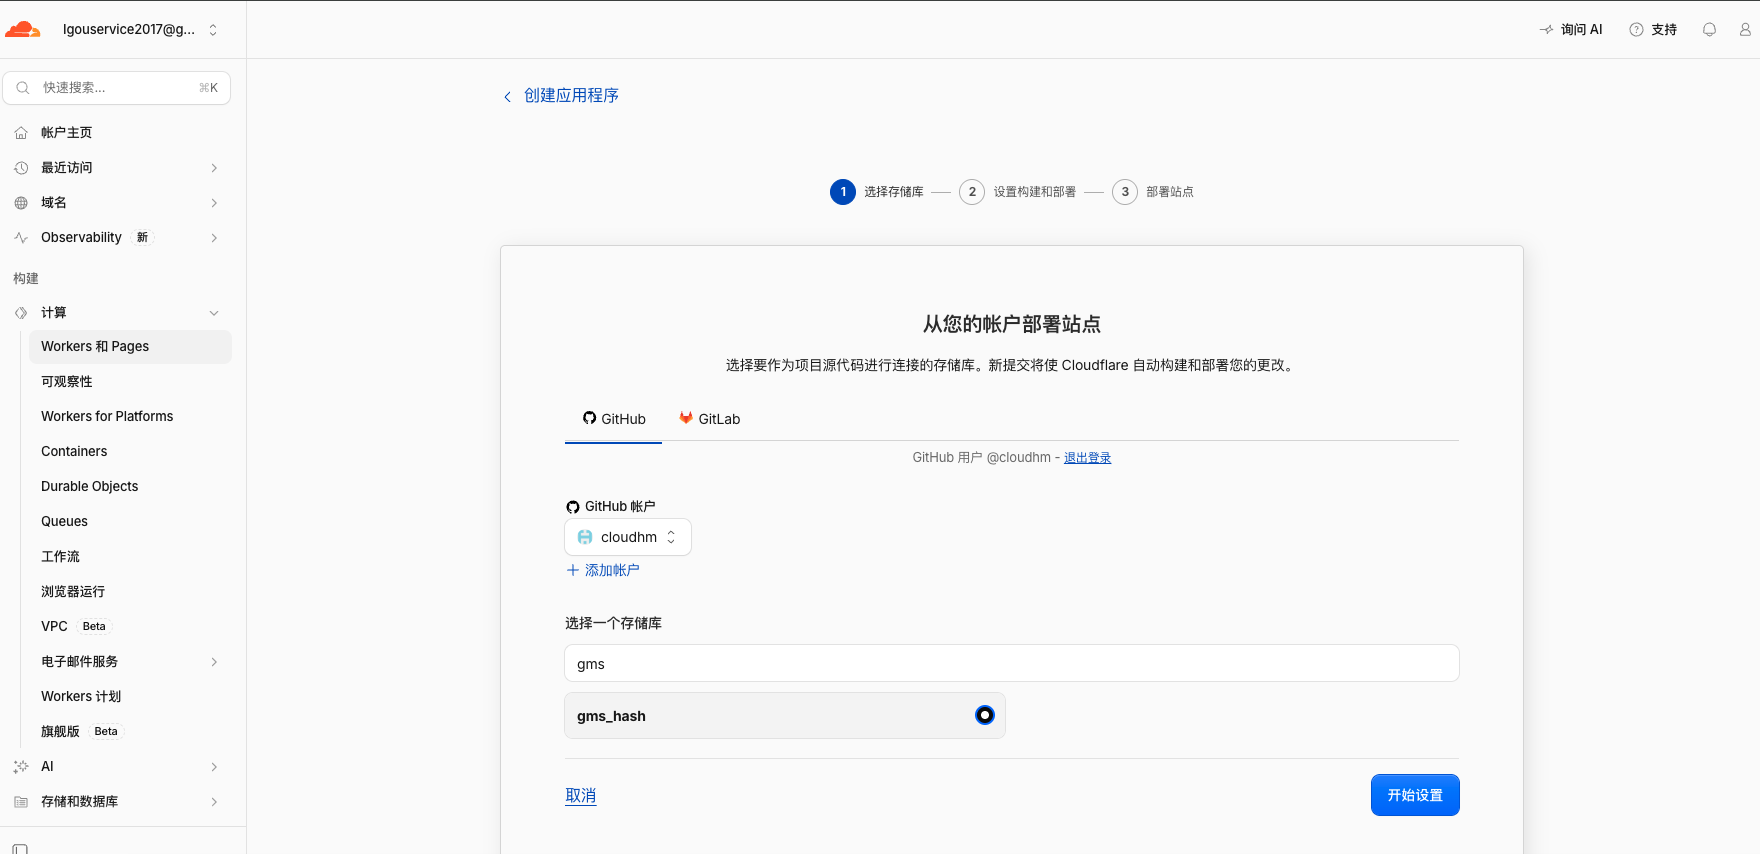 lgouservice2017@g...
询问 AI
支持
快速搜索...
⌘K
帐户主页
最近访问
域名
Observability 新
构建
计算
Workers 和 Pages
可观察性
Workers for Platforms
Containers
Durable Objects
Queues
工作流
浏览器运行
VPC Beta
电子邮件服务
Workers 计划
旗舰版 Beta
AI
存储和数据库
创建应用程序
1 选择存储库 2 设置构建和部署 3 部署站点
从您的帐户部署站点
选择要作为项目源代码进行连接的存储库。新提交将使 Cloudflare 自动构建和部署您的更改。
GitHub GitLab
GitHub 用户 @cloudhm - 退出登录
GitHub 帐户
cloudhm
添加帐户
选择一个存储库
gms
gms_hash
取消
开始设置